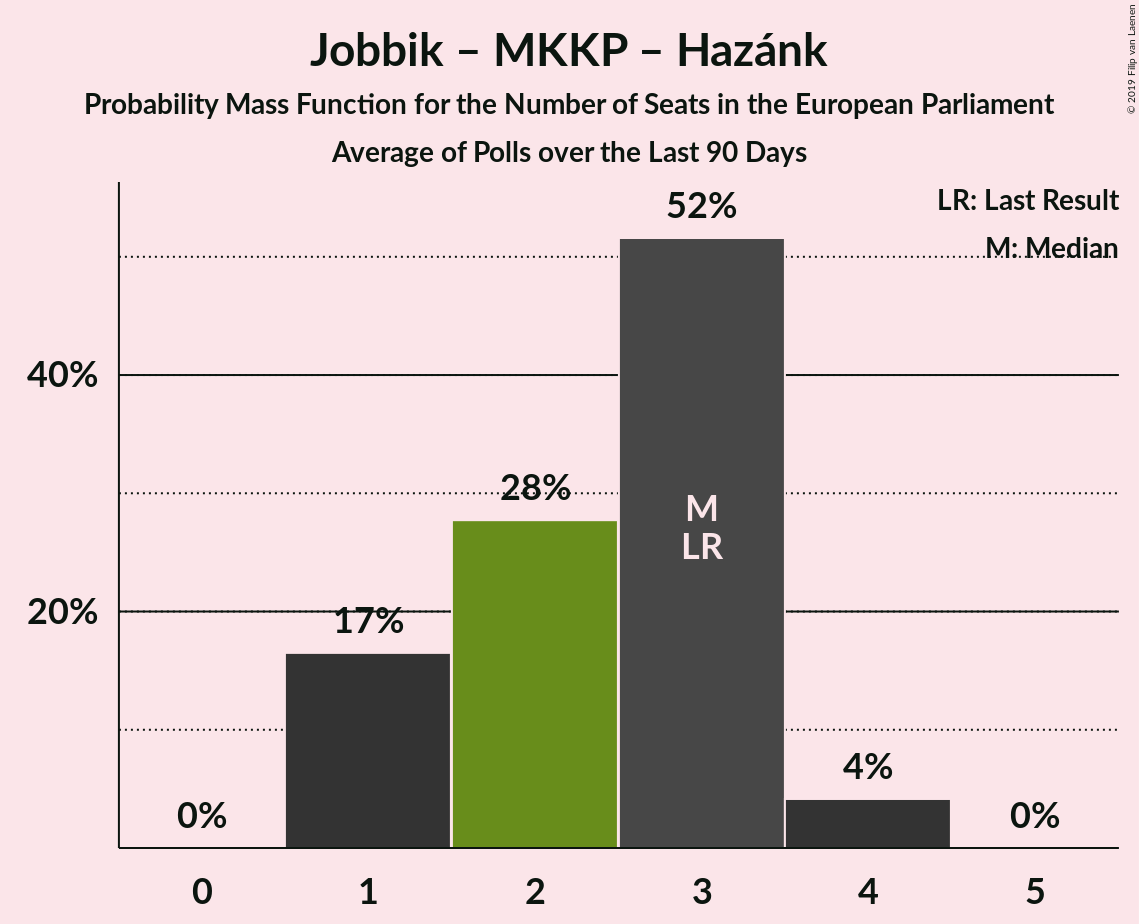 Jobbik – MKKP – Hazánk
Probability Mass Function for the Number of Seats in the European Parliament
Average of Polls over the Last 90 Days
© 2019 Filip van Laenen
LR: Last Result
M: Median
52%
40%
28%
M
LR
20%
17%
4%
0%
0%
0 1 2 3 4 5